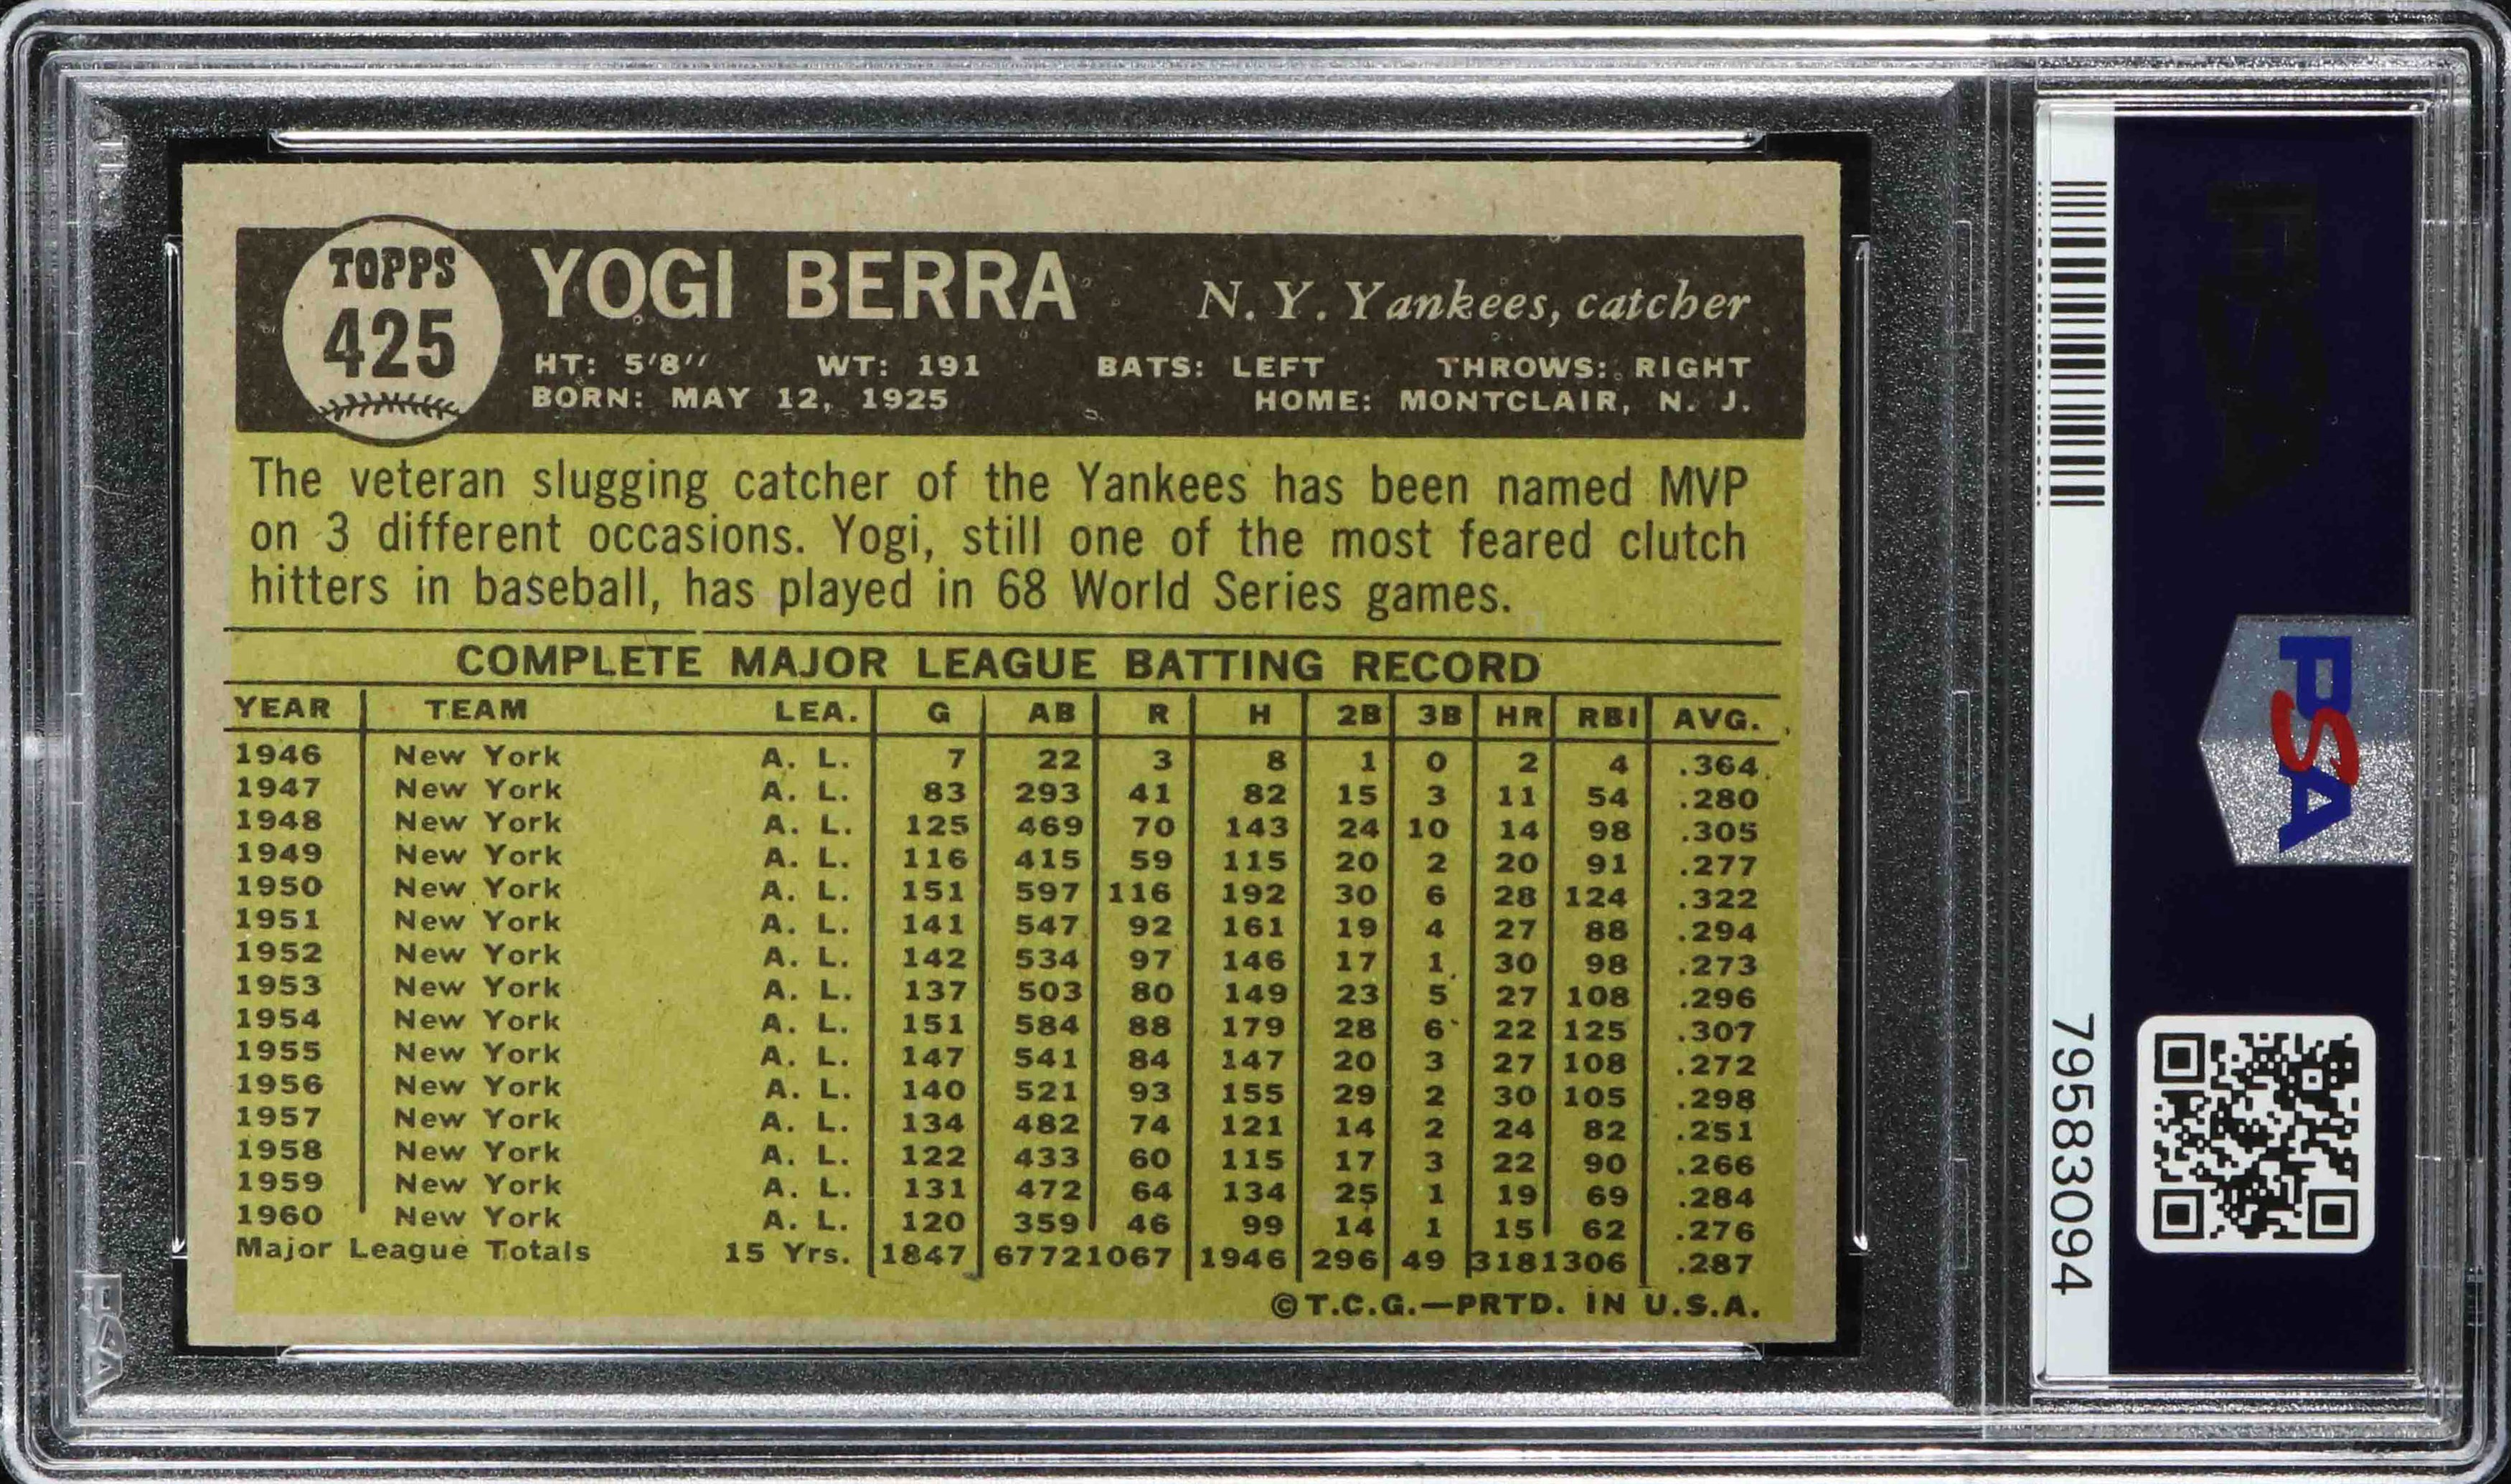 TOPPS
425
YOGI BERRA
N. Y. Yankees, catcher
HT: 5'8'' WT: 191 BATS: LEFT THROWS: RIGHT
BORN: MAY 12, 1925 HOME: MONTCLAIR, N. J.
The veteran slugging catcher of the Yankees has been named MVP
on 3 different occasions. Yogi, still one of the most feared clutch
hitters in baseball, has played in 68 World Series games.
COMPLETE MAJOR LEAGUE BATTING RECORD
YEAR TEAM LEA. G AB R H 2B 3B HR RBI AVG.
1946 New York A. L. 7 22 3 8 1 0 2 4 .364
1947 New York A. L. 83 293 41 82 15 3 11 54 .280
1948 New York A. L. 125 469 70 143 24 10 14 98 .305
1949 New York A. L. 116 415 59 115 20 2 20 91 .277
1950 New York A. L. 151 597 116 192 30 6 28 124 .322
1951 New York A. L. 141 547 92 161 19 4 27 88 .294
1952 New York A. L. 142 534 97 146 17 1 30 98 .273
1953 New York A. L. 137 503 80 149 23 5 27 108 .296
1954 New York A. L. 151 584 88 179 28 6 22 125 .307
1955 New York A. L. 147 541 84 147 20 3 27 108 .272
1956 New York A. L. 140 521 93 155 29 2 30 105 .298
1957 New York A. L. 134 482 74 121 14 2 24 82 .251
1958 New York A. L. 122 433 60 115 17 3 22 90 .266
1959 New York A. L. 131 472 64 134 25 1 19 69 .284
1960 New York A. L. 120 359 46 99 14 1 15 62 .276
Major League Totals 15 Yrs. 1847 6772 1067 1946 296 49 318 1306 .287
©T.C.G.—PRTD. IN U.S.A.
PSA
PSA
79583094
PSA